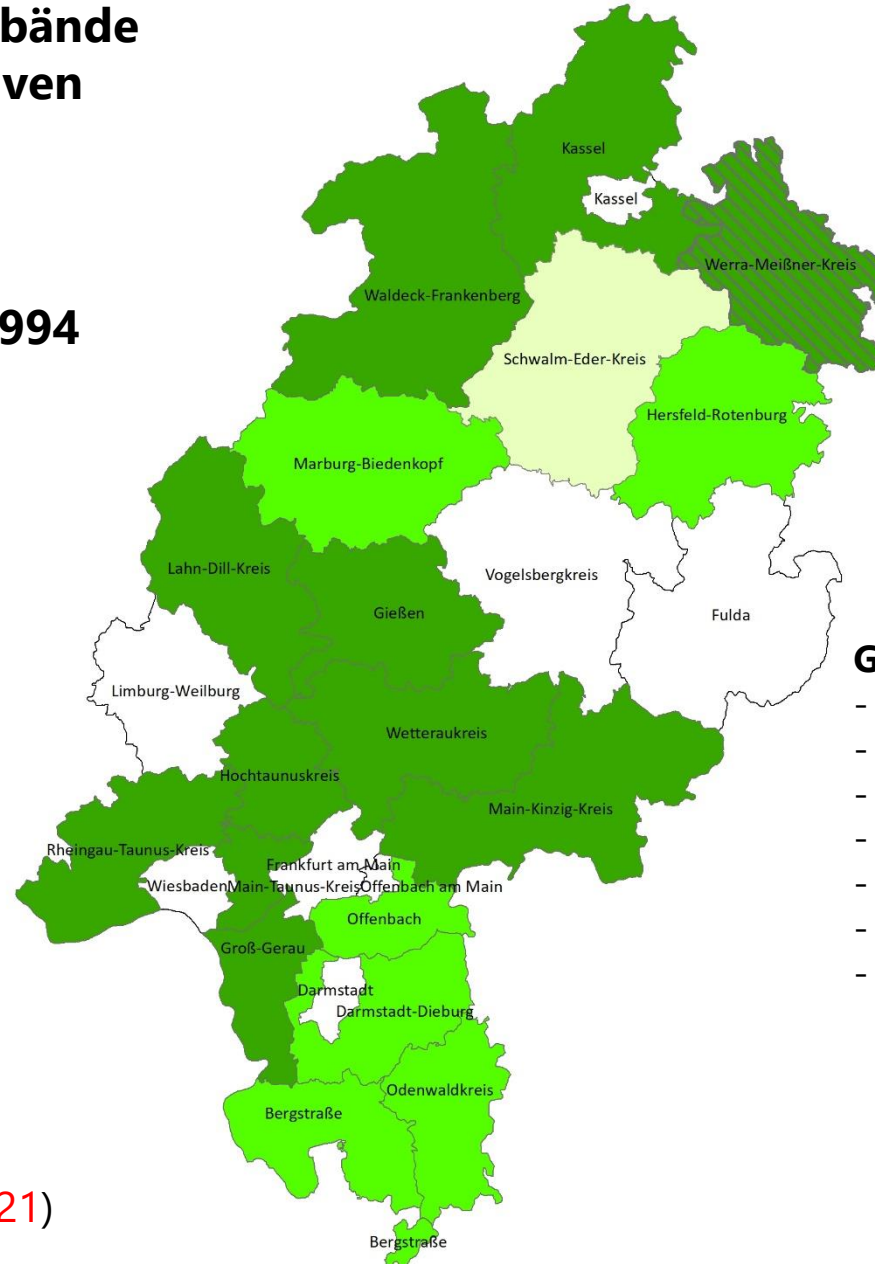 bände
ven
994
Kassel
Kassel
Werra-Meißner-Kreis
Waldeck-Frankenberg
Schwalm-Eder-Kreis
Hersfeld-Rotenburg
Marburg-Biedenkopf
Lahn-Dill-Kreis
Vogelsbergkreis
Gießen
Fulda
G
Limburg-Weilburg
-
Wetteraukreis
-
Hochtaunuskreis
-
Main-Kinzig-Kreis
-
Rheingau-Taunus-Kreis
Frankfurt am Main
-
Wiesbaden Main-Taunus-Kreis Offenbach am Main
Offenbach
-
Groß-Gerau
-
Darmstadt
Darmstadt-Dieburg
Odenwaldkreis
Bergstraße
21)
Bergstraße